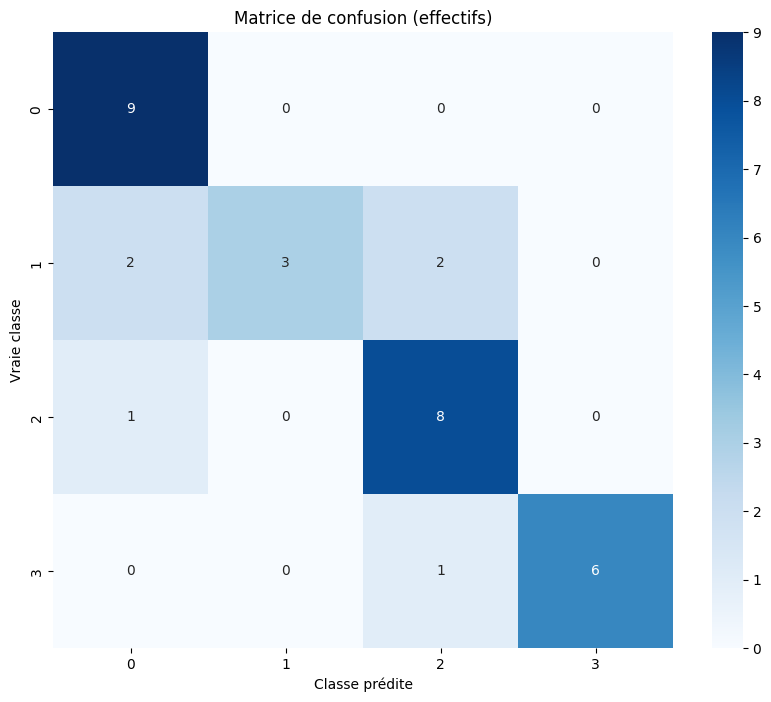 Matrice de confusion (effectifs)
0 9 0 0 0
1 2 3 2 0
2 1 0 8 0
3 0 0 1 6
0 1 2 3
Classe prédite
Vraie classe
9
8
7
6
5
4
3
2
1
0